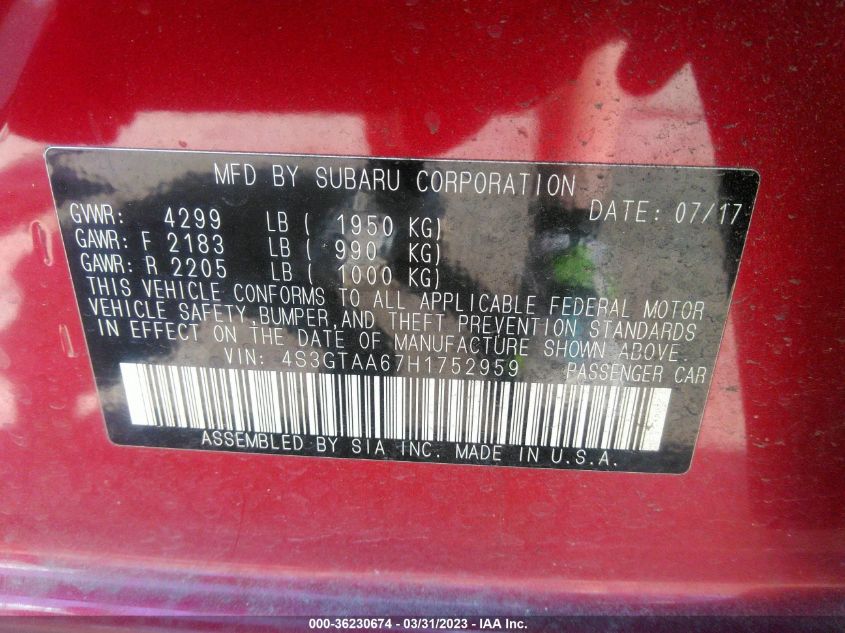 MFD BY SUBARU CORPORATION
DATE: 07/17
GVWR: 4299 LB ( 1950 KG)
GAWR: F 2183 LB ( 990 KG)
GAWR: R 2205 LB ( 1000 KG)
THIS VEHICLE CONFORMS TO ALL APPLICABLE FEDERAL MOTOR
VEHICLE SAFETY, BUMPER, AND THEFT PREVENTION STANDARDS
IN EFFECT ON THE DATE OF MANUFACTURE SHOWN ABOVE.
VIN: 4S3GTAA67H1752959 PASSENGER CAR
ASSEMBLED BY SIA INC. MADE IN U.S.A.
000-36230674 - 03/31/2023 - IAA Inc.